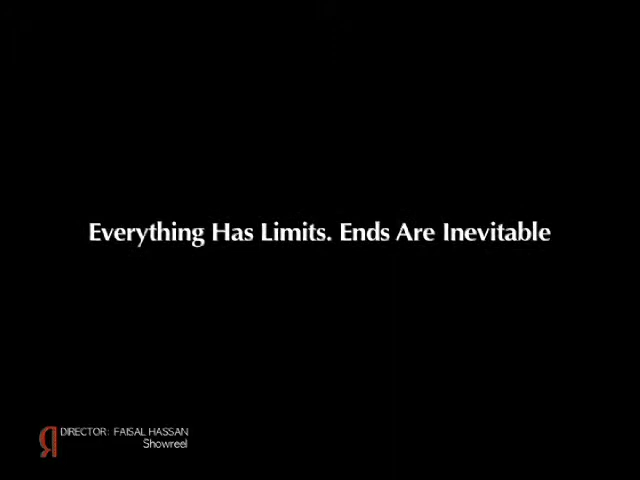 Everything Has Limits. Ends Are Inevitable
DIRECTOR: FAISAL HASSAN
Showreel